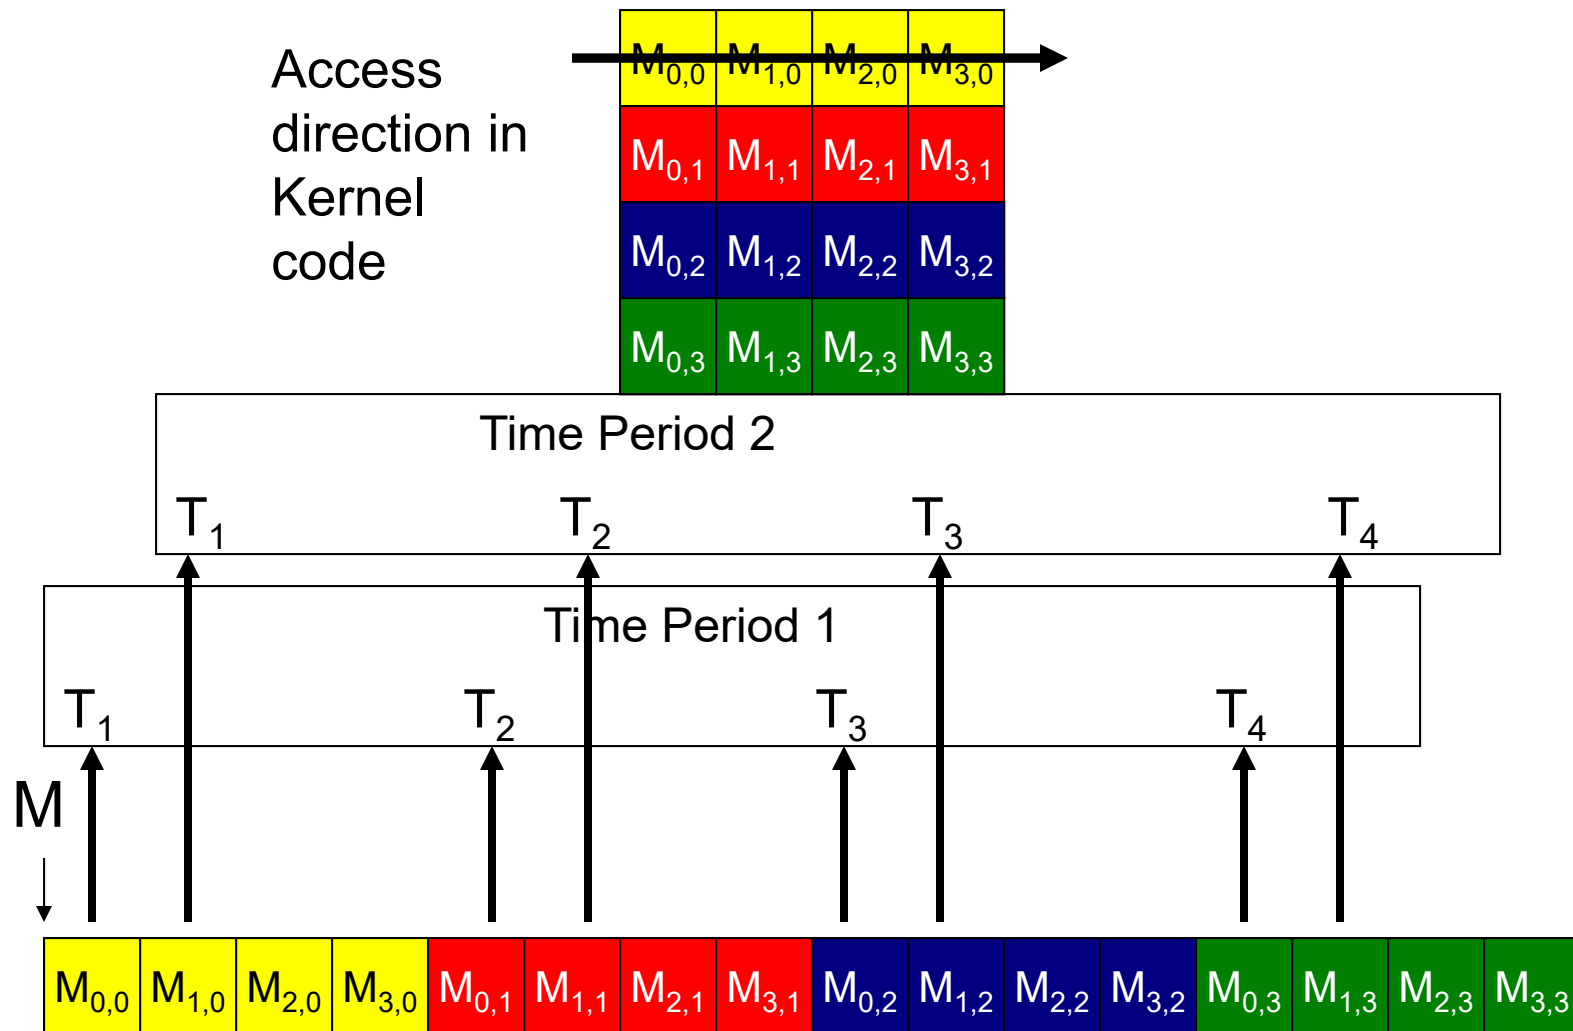 Access
direction in
Kernel
code
M0,0 M1,0 M2,0 M3,0
M0,1 M1,1 M2,1 M3,1
M0,2 M1,2 M2,2 M3,2
M0,3 M1,3 M2,3 M3,3
Time Period 2
T1 T2 T3 T4
Time Period 1
T1 T2 T3 T4
M
M0,0 M1,0 M2,0 M3,0 M0,1 M1,1 M2,1 M3,1 M0,2 M1,2 M2,2 M3,2 M0,3 M1,3 M2,3 M3,3